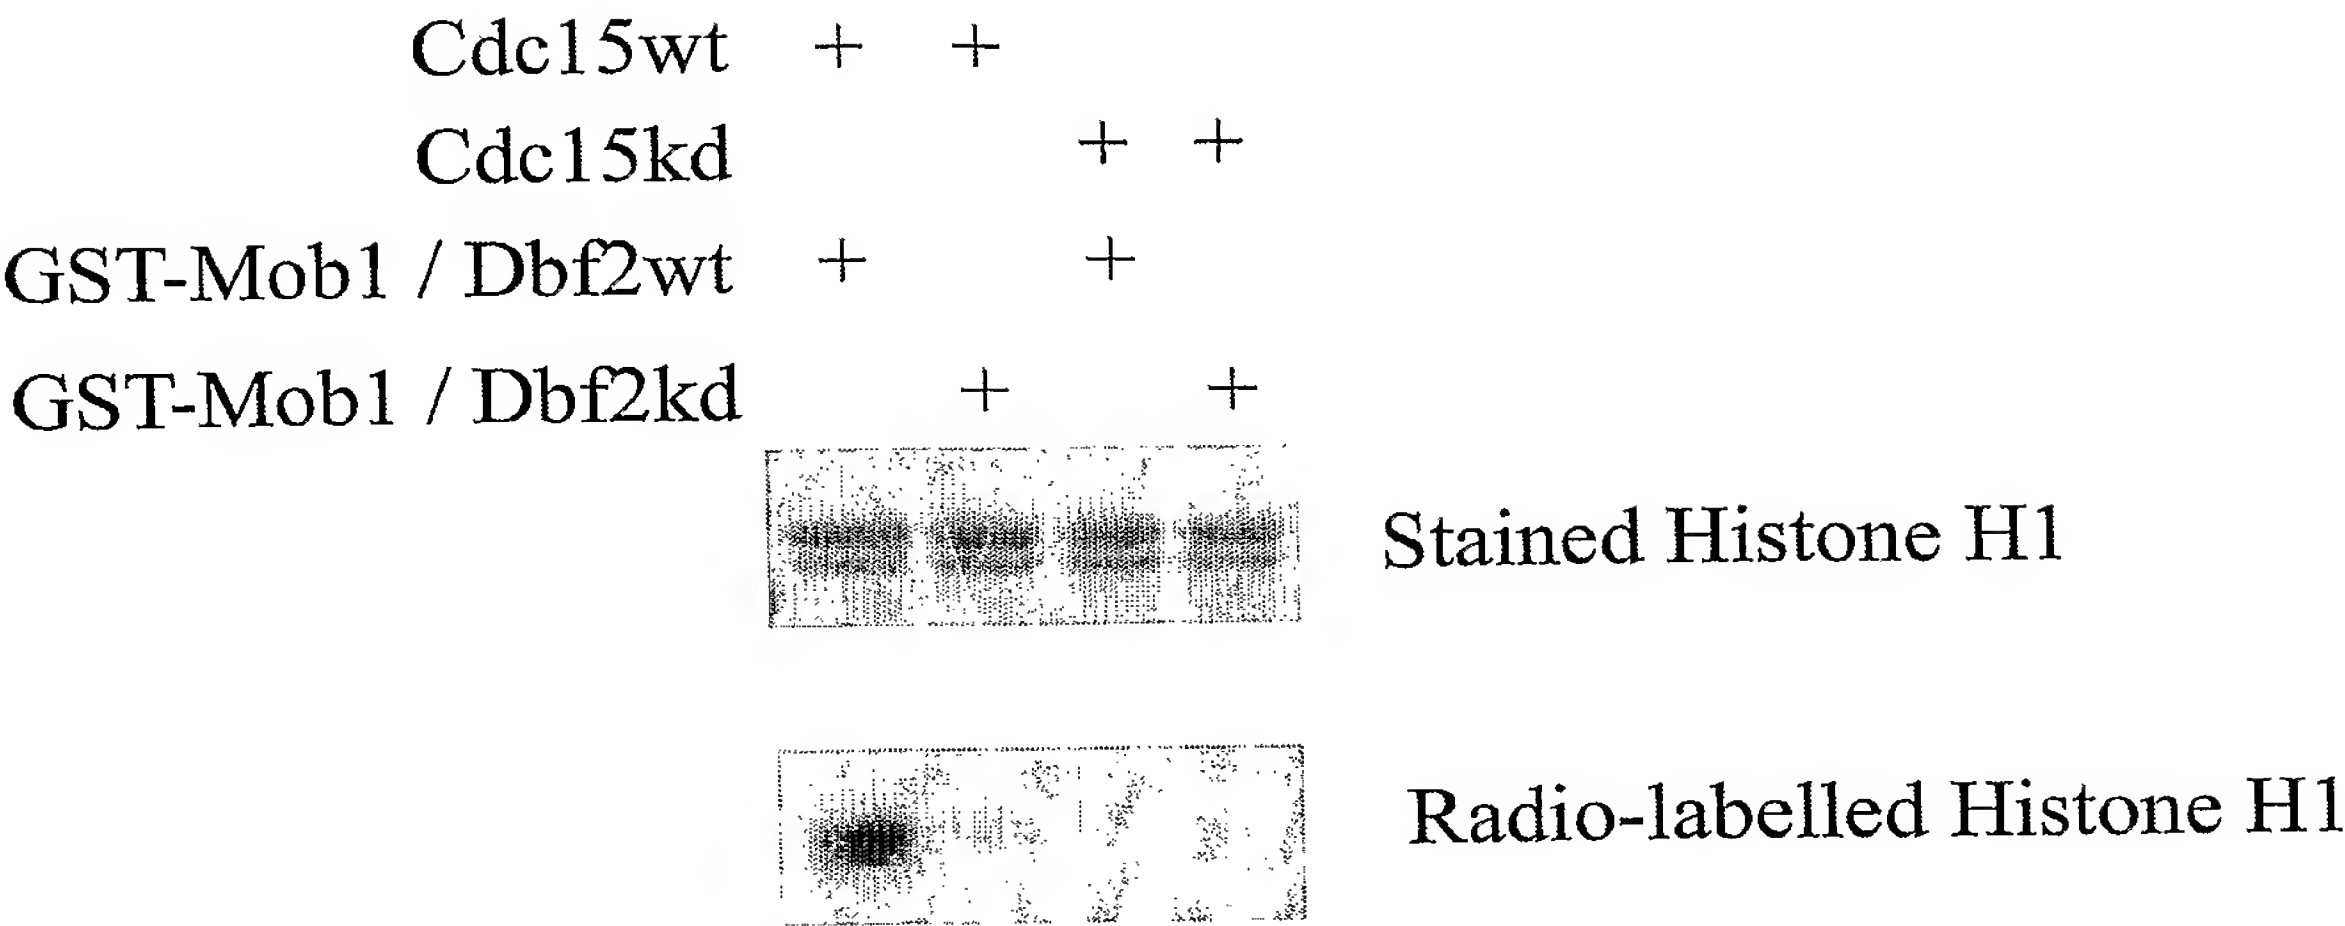 Cdc15wt + +
Cdc15kd + +
GST-Mob1 / Dbf2wt + +
GST-Mob1 / Dbf2kd + +
Stained Histone H1
Radio-labelled Histone H1